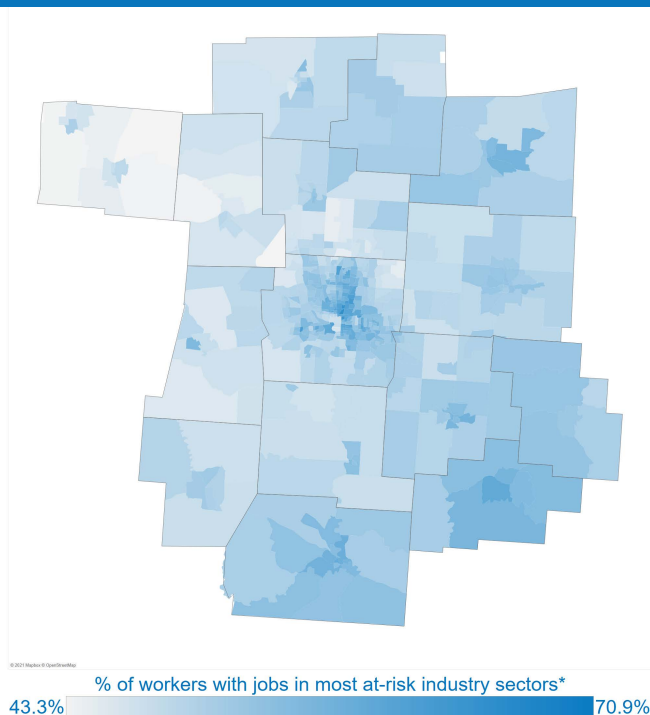 © 2021 Mapbox © OpenStreetMap
% of workers with jobs in most at-risk industry sectors*
43.3% 70.9%